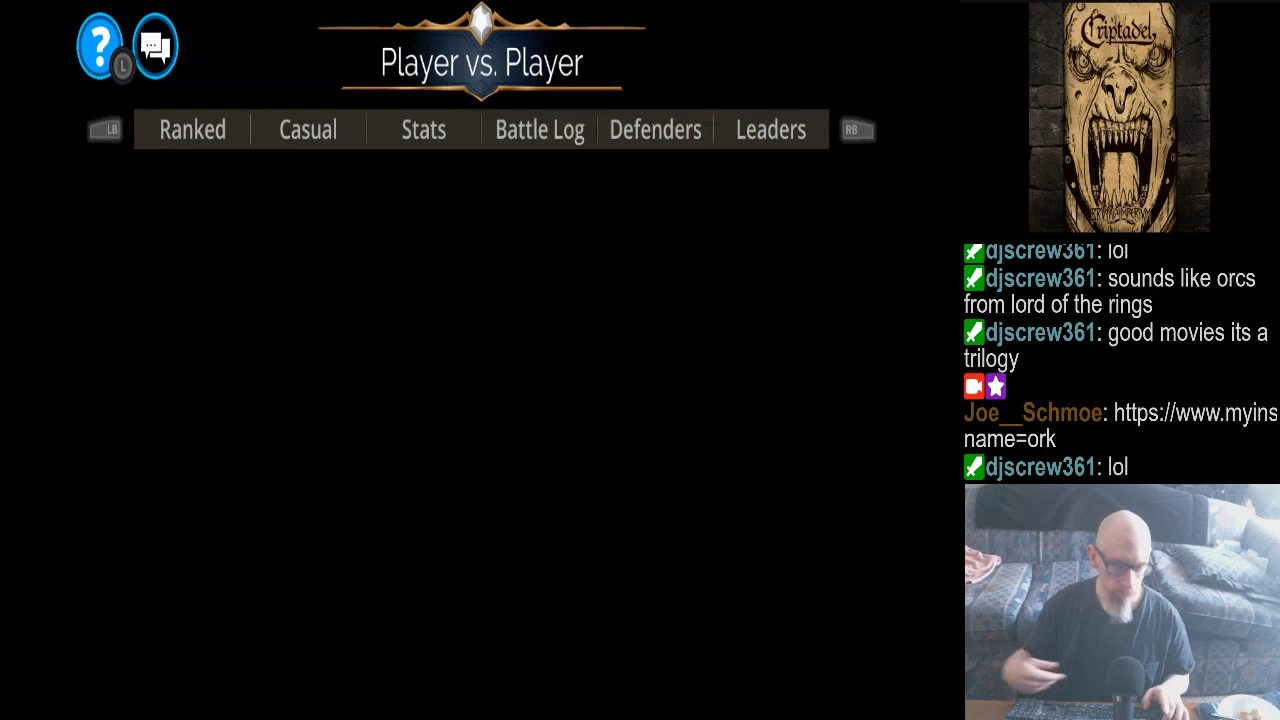 ?
L
Player vs. Player
LB
Ranked
Casual
Stats
Battle Log
Defenders
Leaders
RB
Criptadel
djscrew361: lol
djscrew361: sounds like orcs
from lord of the rings
djscrew361: good movies its a
trilogy
Joe__Schmoe: https://www.myins
name=ork
djscrew361: lol